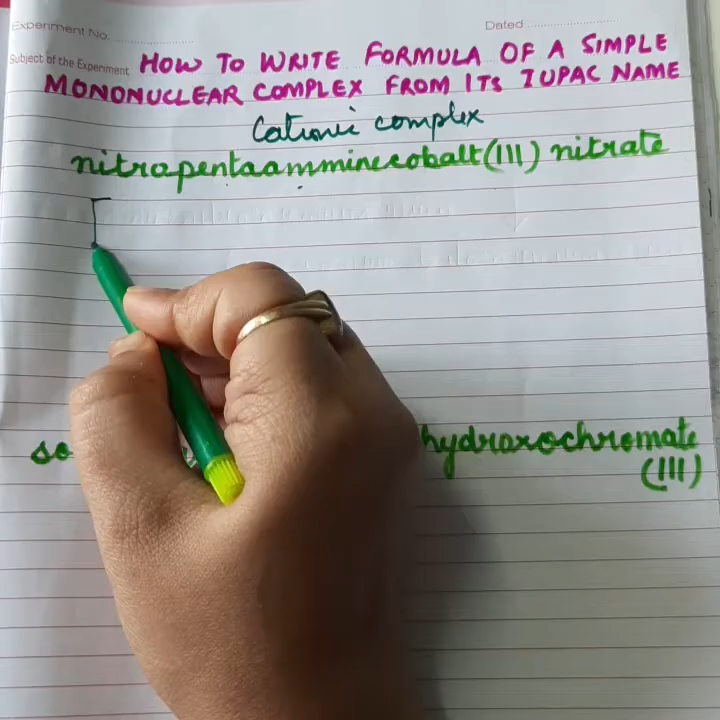 Experiment No.
Dated
Subject of the Experiment HOW TO WRITE FORMULA OF A SIMPLE
MONONUCLEAR COMPLEX FROM ITS IUPAC NAME
Cationic complex
nitropentaamminecobalt(III) nitrate
so hydroxochromate
(III)